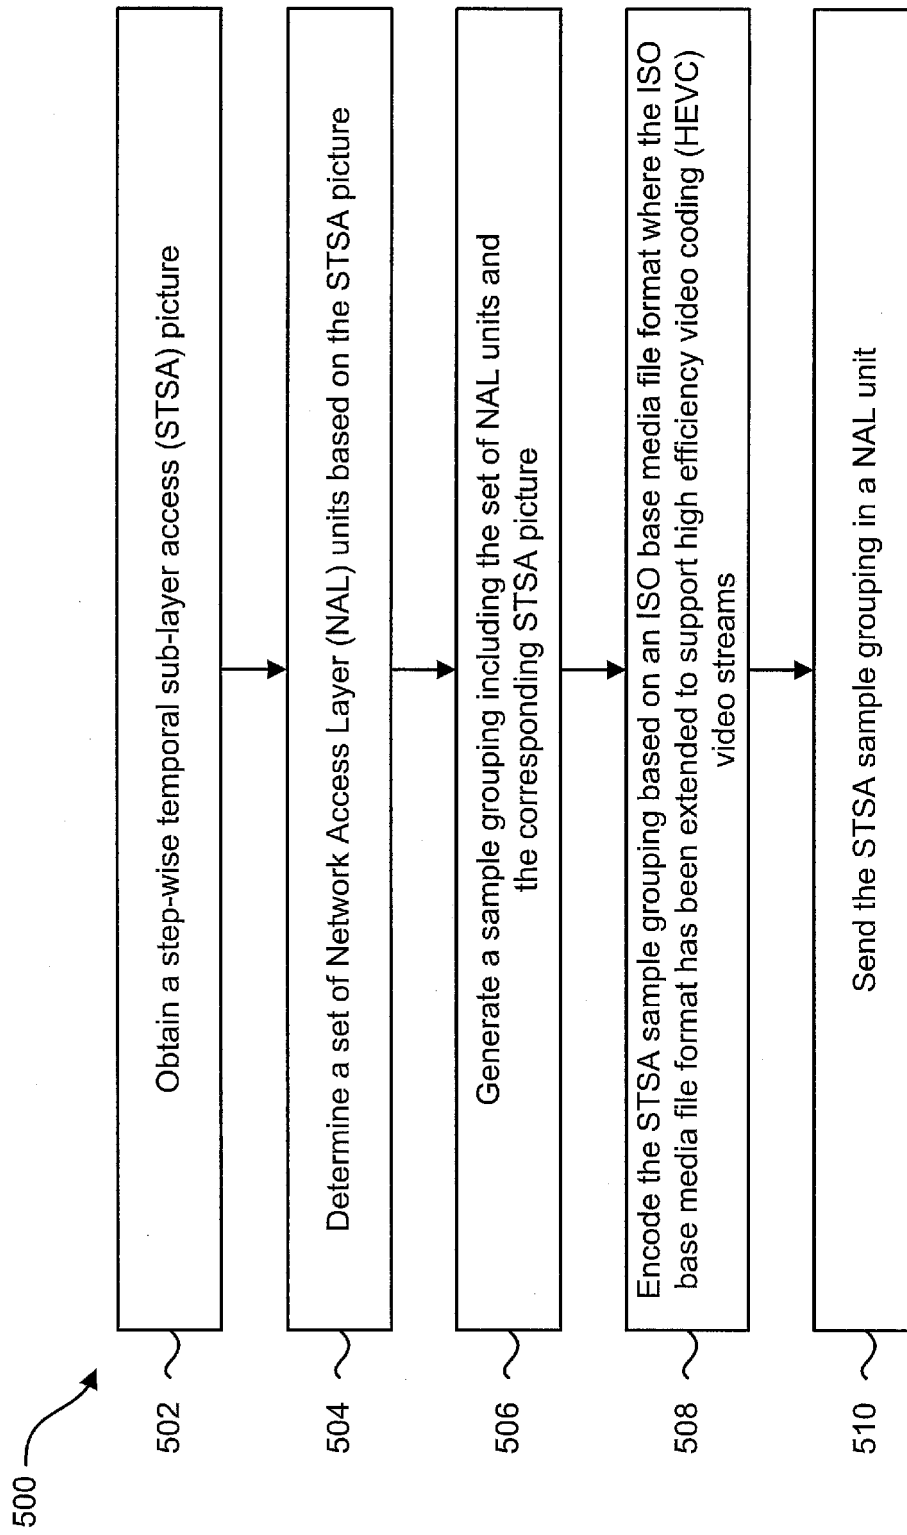 500
502
Obtain a step-wise temporal sub-layer access (STSA) picture
504
Determine a set of Network Access Layer (NAL) units based on the STSA picture
506
Generate a sample grouping including the set of NAL units and
the corresponding STSA picture
508
Encode the STSA sample grouping based on an ISO base media file format where the ISO
base media file format has been extended to support high efficiency video coding (HEVC)
video streams
510
Send the STSA sample grouping in a NAL unit